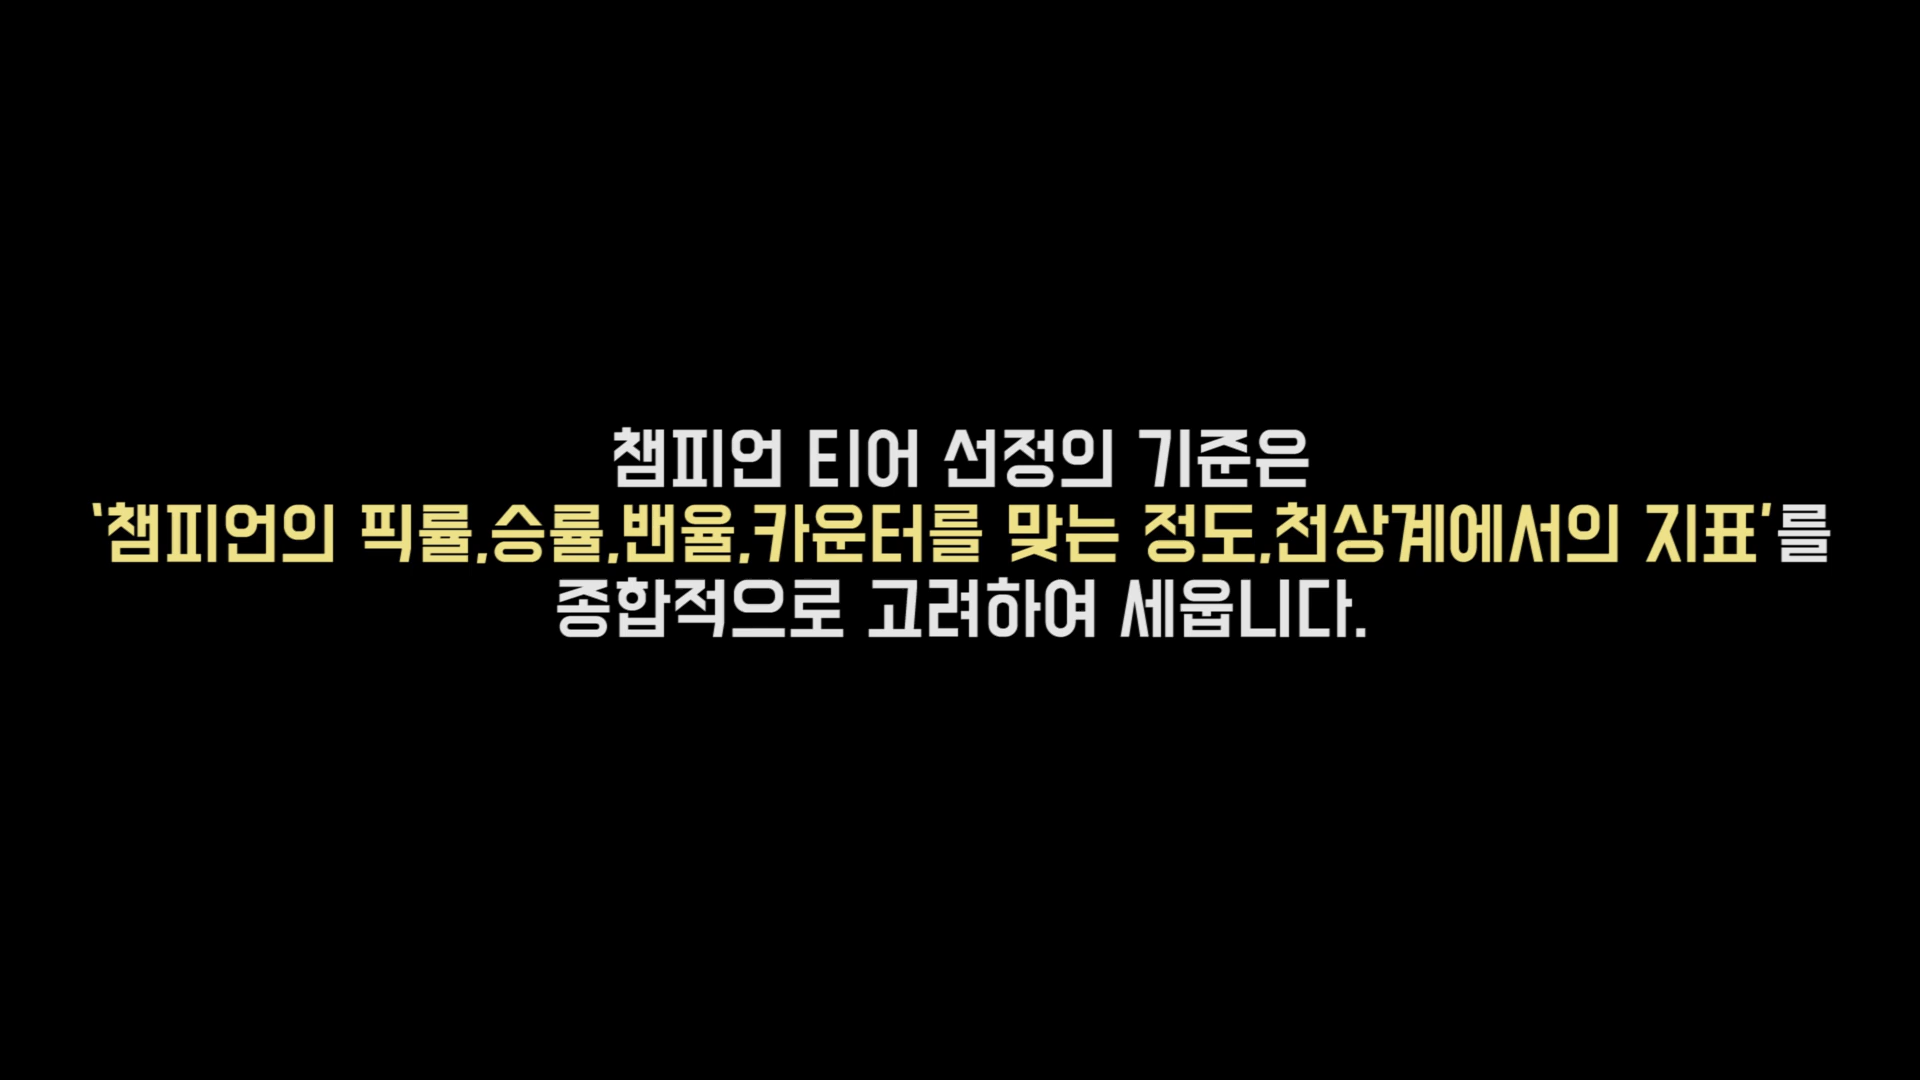 챔피언 티어 선정의 기준은
‘챔피언의 픽률,승률,밴율,카운터를 맞는 정도,천상계에서의 지표’를
종합적으로 고려하여 세웁니다.